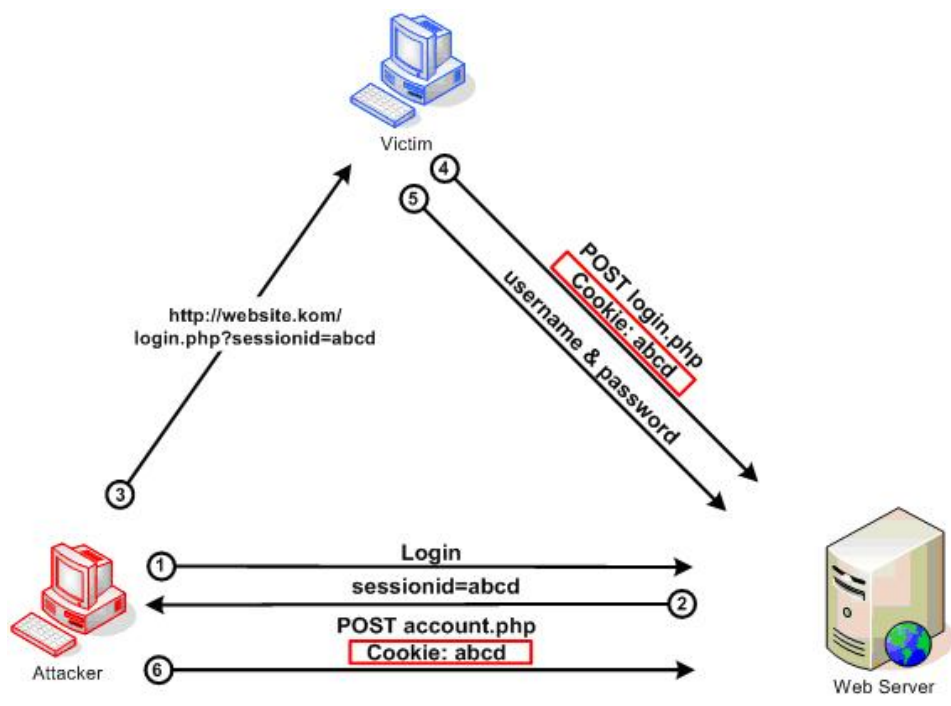 Victim
4
5
POST login.php
Cookie: abcd
username & password
http://website.kom/
login.php?sessionid=abcd
3
1
Login
sessionid=abcd
2
POST account.php
Cookie: abcd
6
Attacker
Web Server